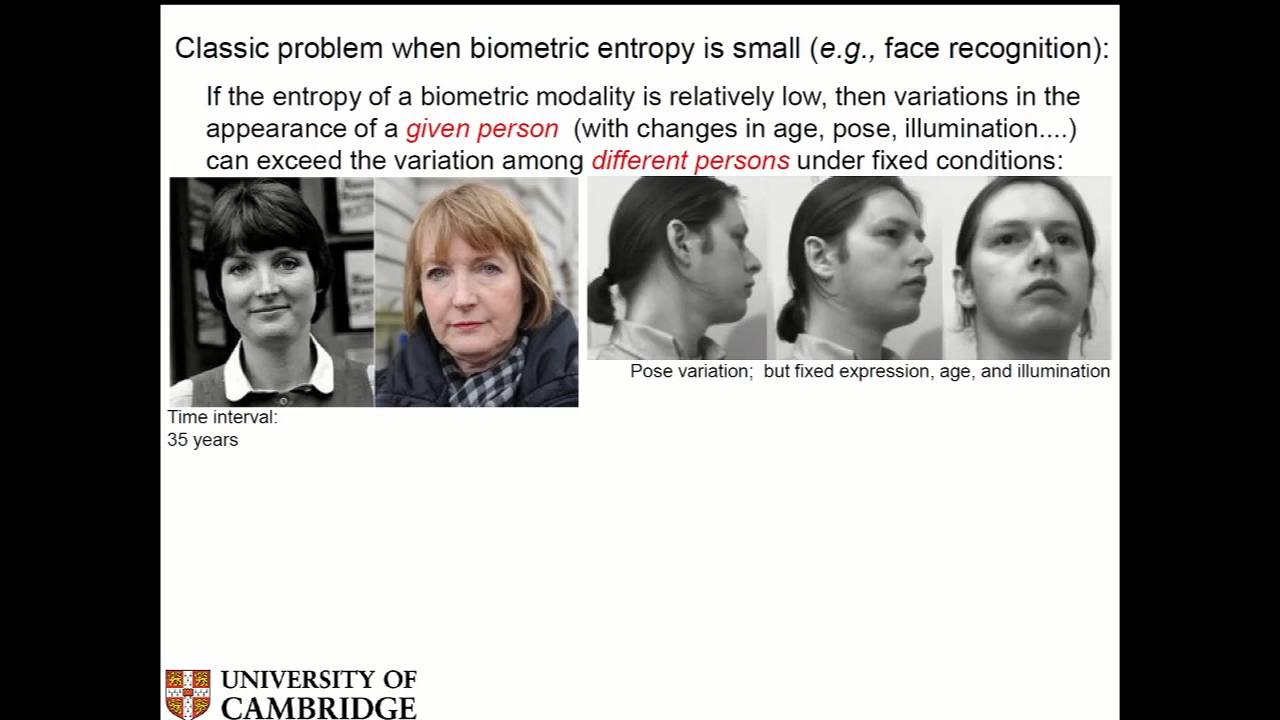 Classic problem when biometric entropy is small (e.g., face recognition):
If the entropy of a biometric modality is relatively low, then variations in the
appearance of a given person (with changes in age, pose, illumination....)
can exceed the variation among different persons under fixed conditions:
Pose variation; but fixed expression, age, and illumination
Time interval:
35 years
UNIVERSITY OF
CAMBRIDGE